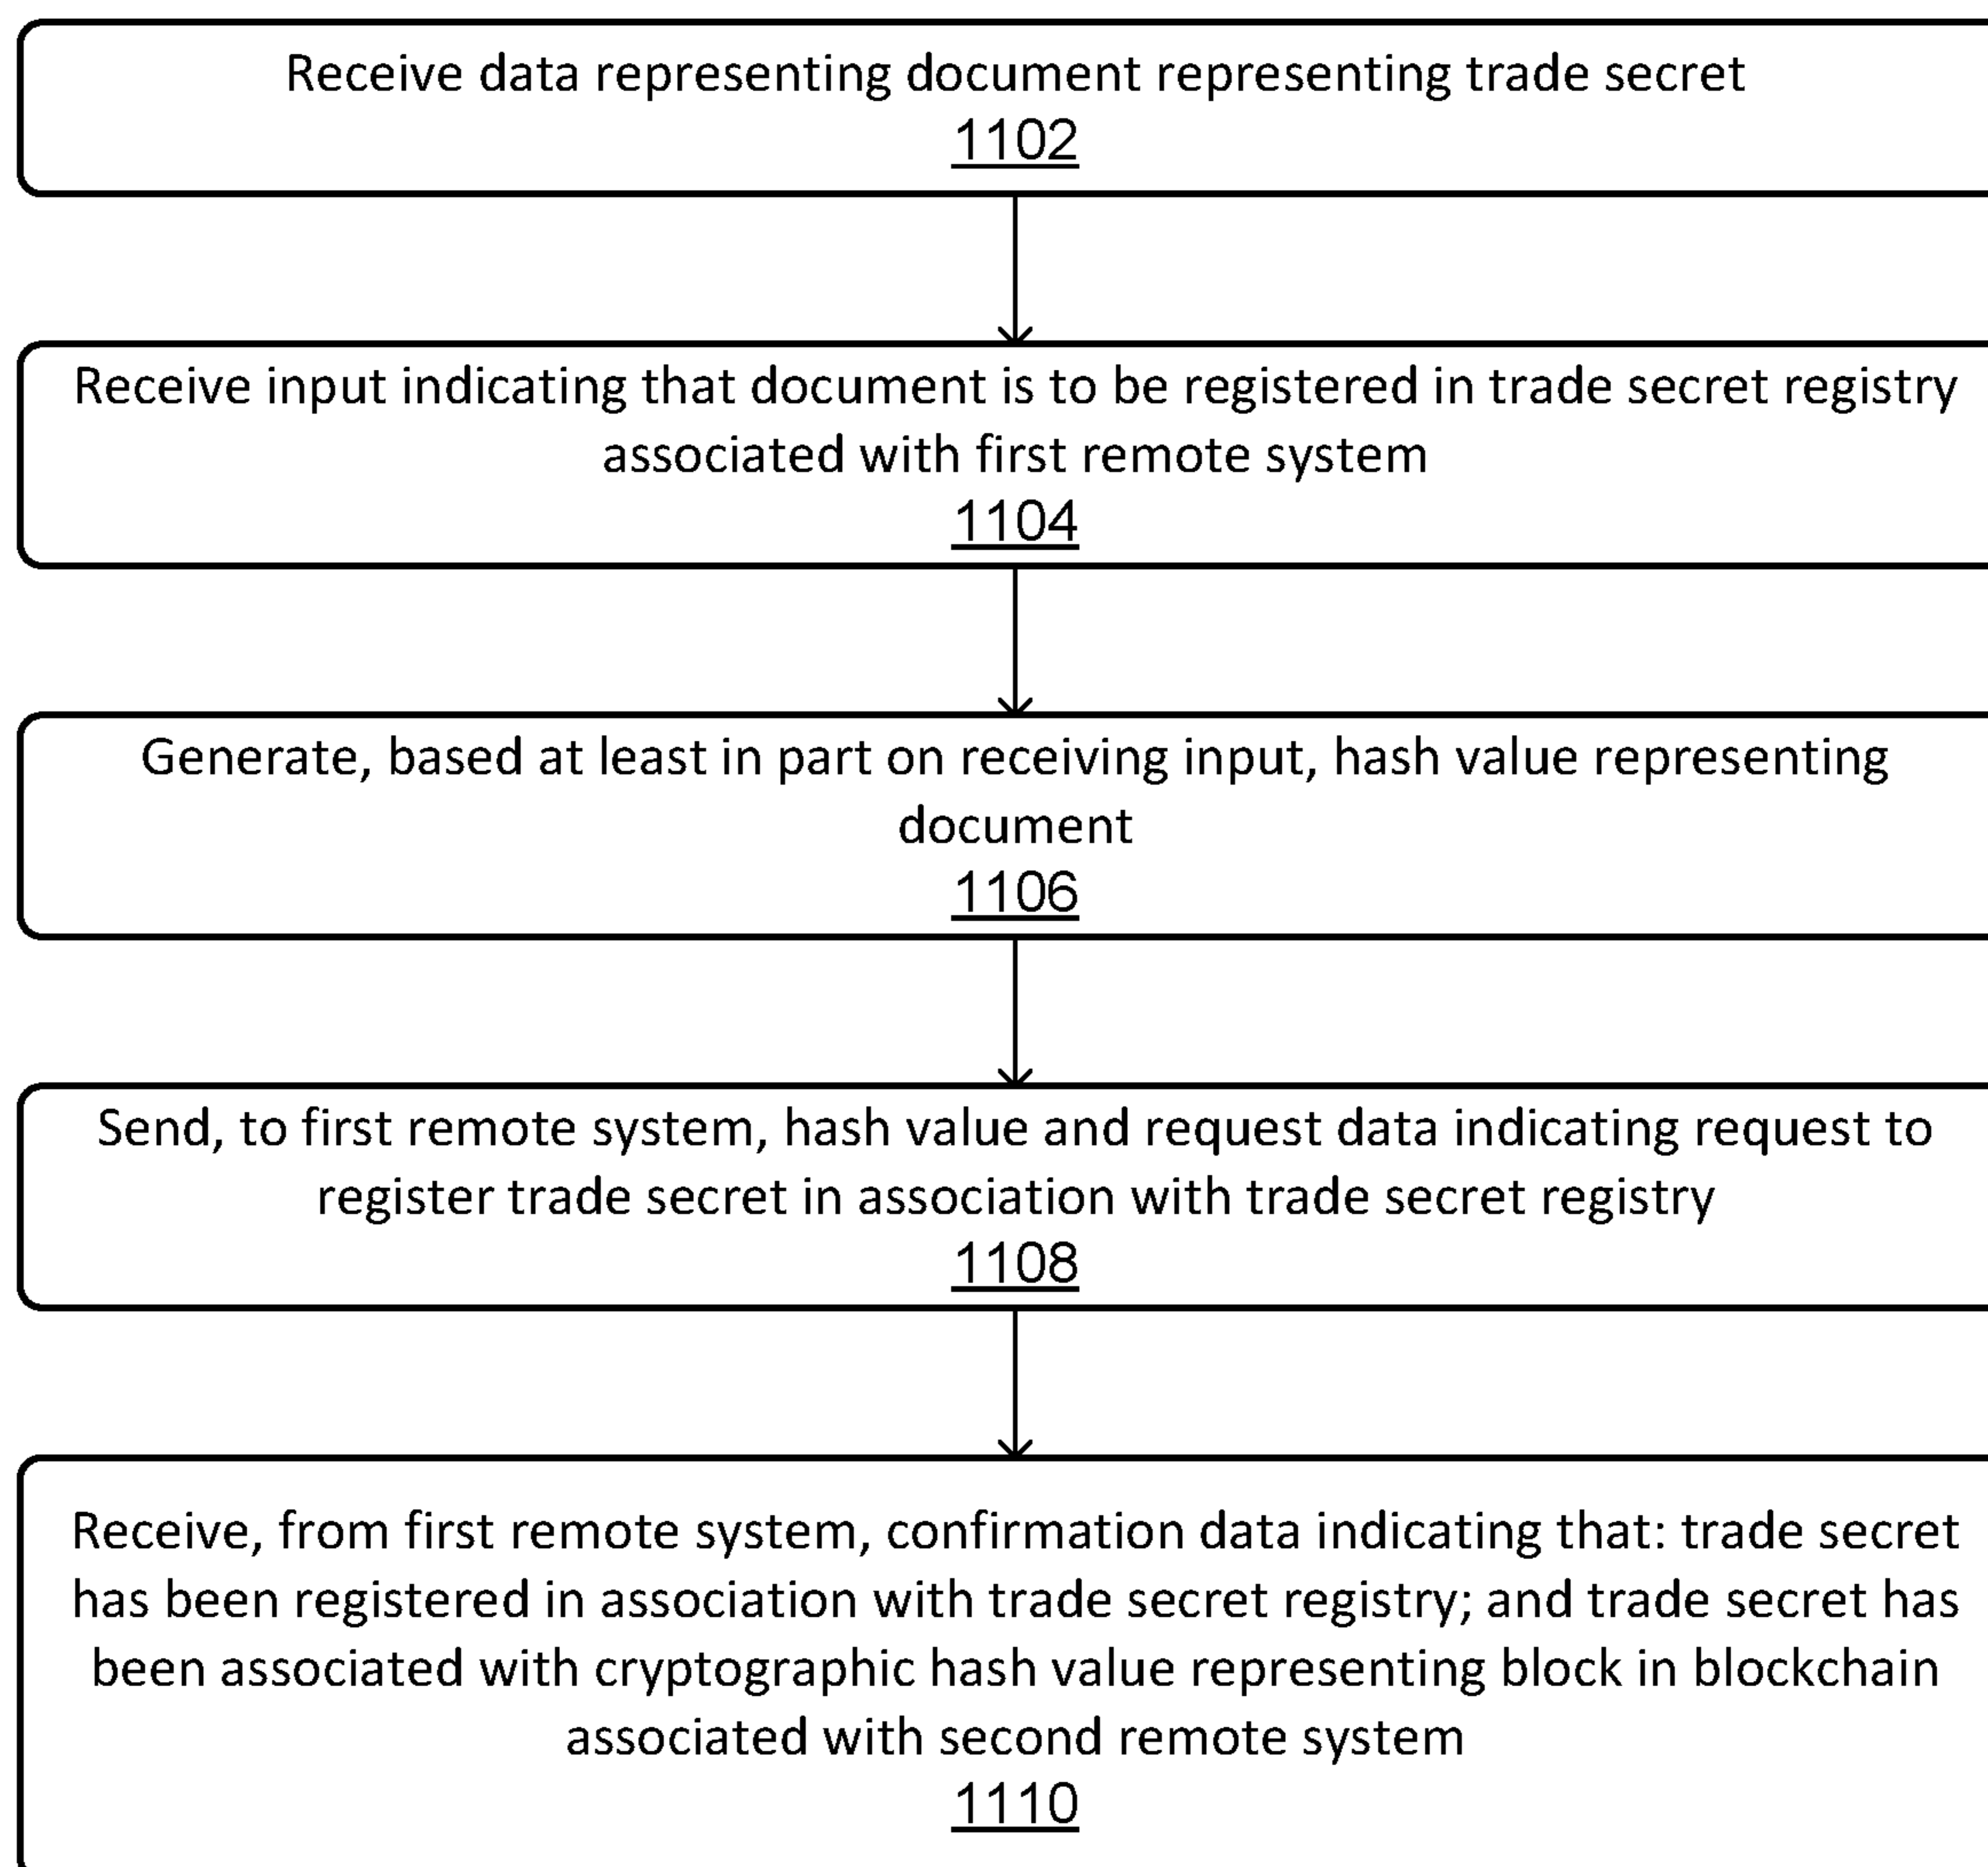 Receive data representing document representing trade secret
1102
Receive input indicating that document is to be registered in trade secret registry
associated with first remote system
1104
Generate, based at least in part on receiving input, hash value representing
document
1106
Send, to first remote system, hash value and request data indicating request to
register trade secret in association with trade secret registry
1108
Receive, from first remote system, confirmation data indicating that: trade secret
has been registered in association with trade secret registry; and trade secret has
been associated with cryptographic hash value representing block in blockchain
associated with second remote system
1110